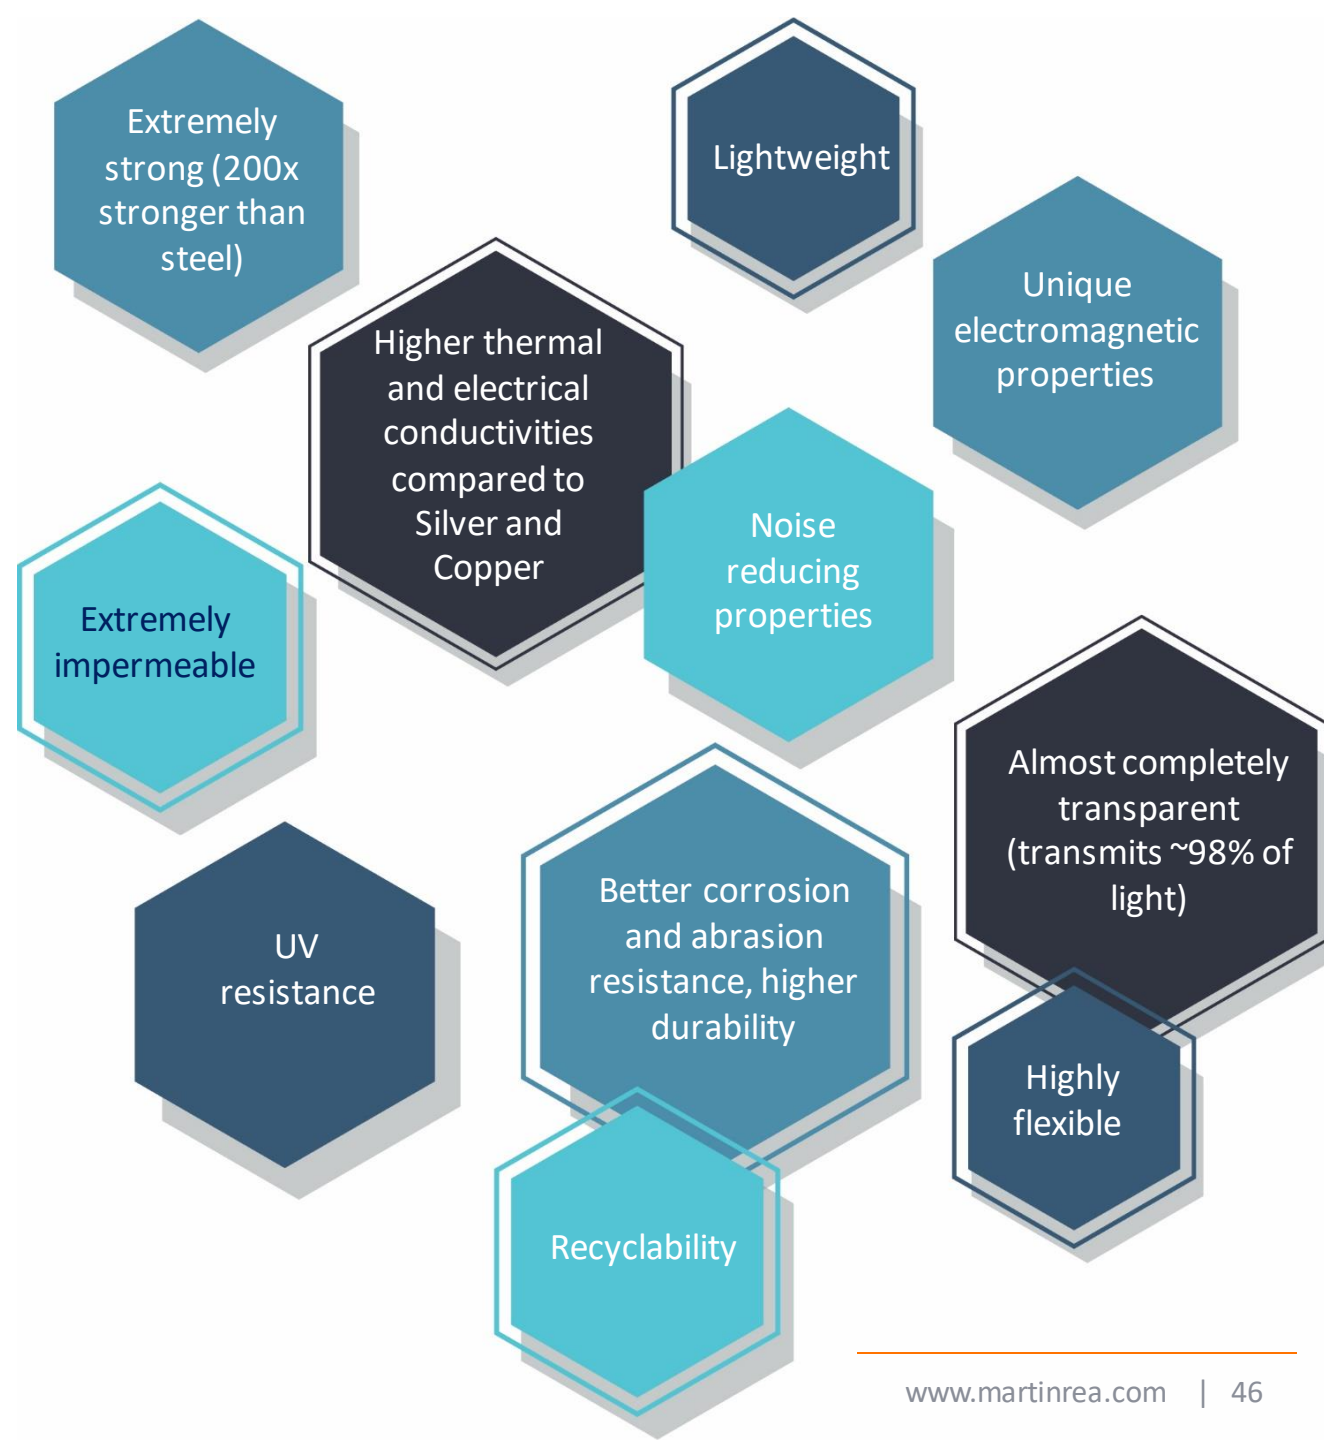 Extremely
strong (200x
stronger than
steel)
Lightweight
Unique
electromagnetic
properties
Higher thermal
and electrical
conductivities
compared to
Silver and
Copper
Noise
reducing
properties
Extremely
impermeable
Almost completely
transparent
(transmits ~98% of
light)
Better corrosion
and abrasion
resistance, higher
durability
UV
resistance
Highly
flexible
Recyclability
www.martinrea.com | 46